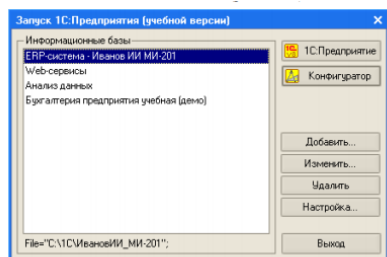 Запуск 1С:Предприятия (учебной версии)
Информационные базы
ERP-система - Иванов ИИ МИ-201
Web-сервисы
Анализ данных
Бухгалтерия предприятия учебная (демо)
1С:Предприятие
Конфигуратор
Добавить...
Изменить...
Удалить
Настройка...
File="C:\1C\ИвановИИ_МИ-201";
Выход